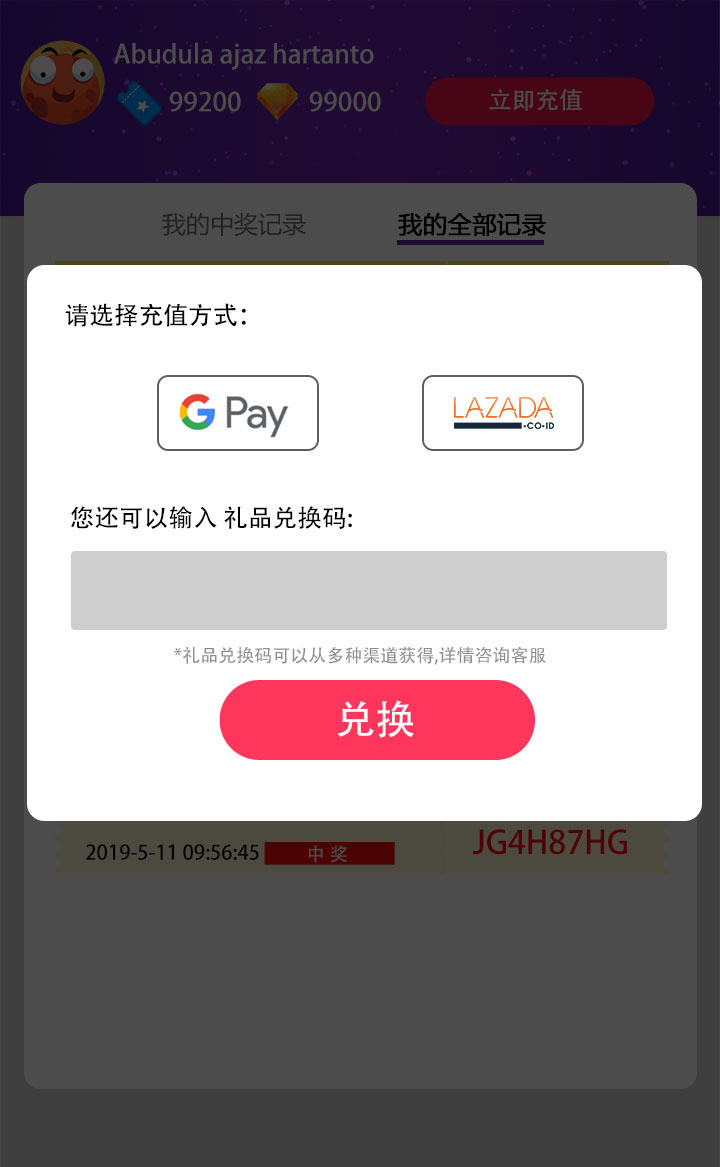 Abudula ajaz hartanto
99200 99000 立即充值
我的中奖记录 我的全部记录
请选择充值方式：
G Pay LAZADA
·CO·ID
您还可以输入 礼品兑换码:
*礼品兑换码可以从多种渠道获得,详情咨询客服
兑换
JG4H87HG
2019-5-11 09:56:45 中 奖